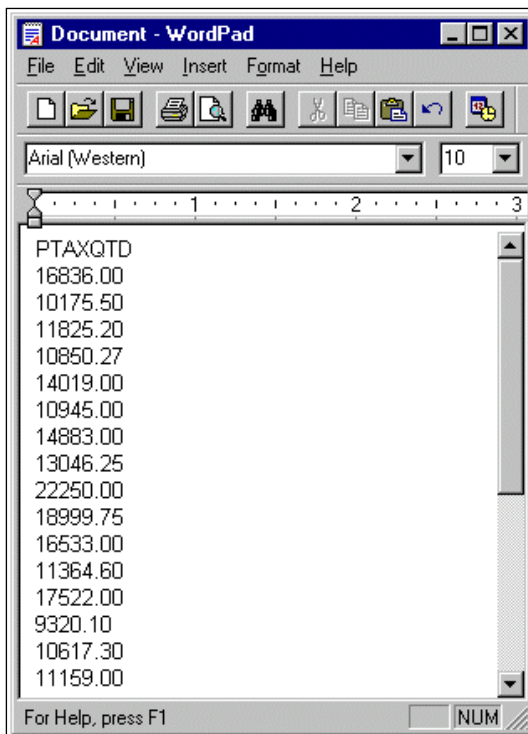 Document - WordPad
File Edit View Insert Format Help
Arial (Western) 10
1 2 3
PTAXQTD
16836.00
10175.50
11825.20
10850.27
14019.00
10945.00
14883.00
13046.25
22250.00
18999.75
16533.00
11364.60
17522.00
9320.10
10617.30
11159.00
For Help, press F1 NUM